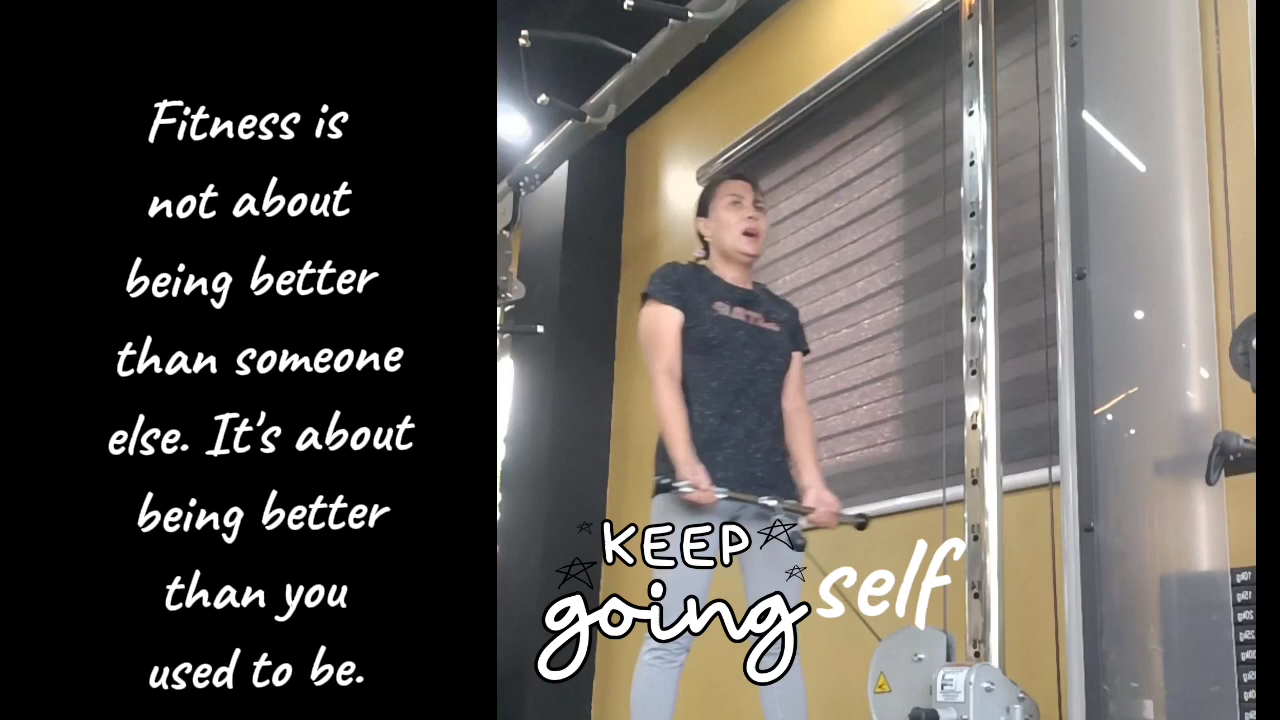 Fitness is
not about
being better
than someone
else. It's about
being better
than you
used to be.
KEEP
going self